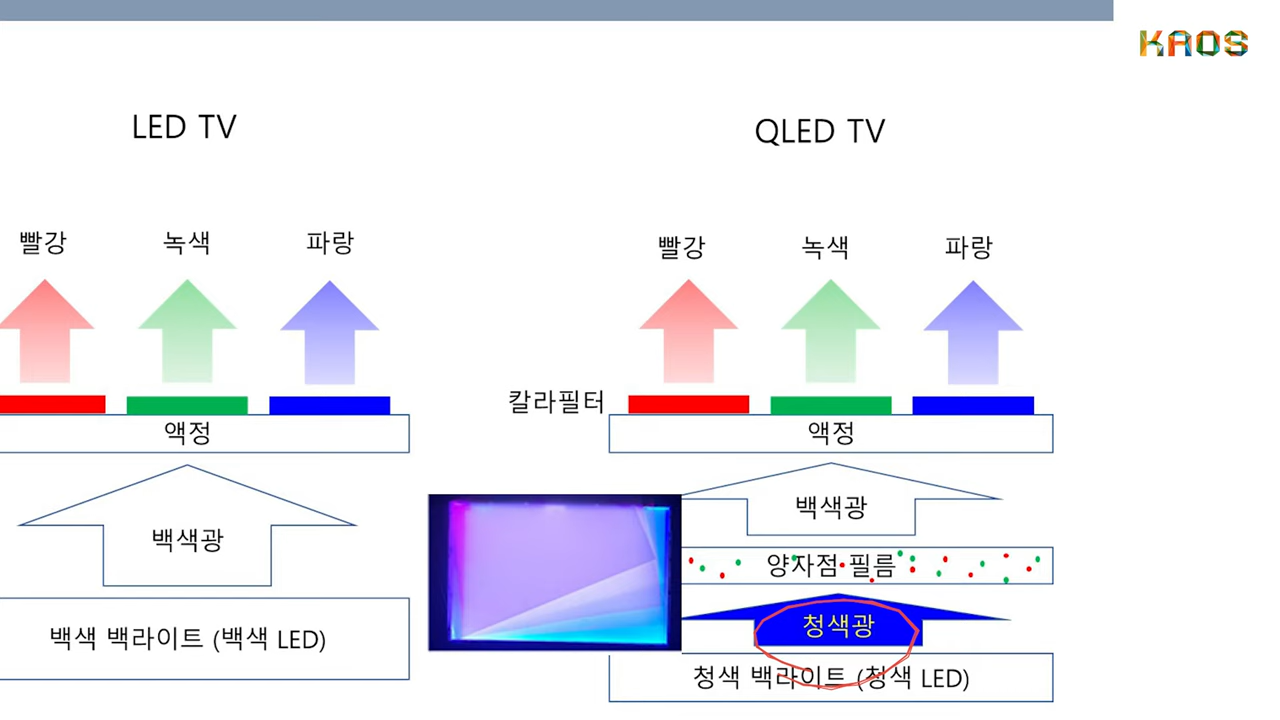 KAOS
LED TV
QLED TV
빨강 녹색 파랑
빨강 녹색 파랑
칼라필터
액정
액정
백색광
백색광
양자점 필름
청색광
백색 백라이트 (백색 LED)
청색 백라이트 (청색 LED)